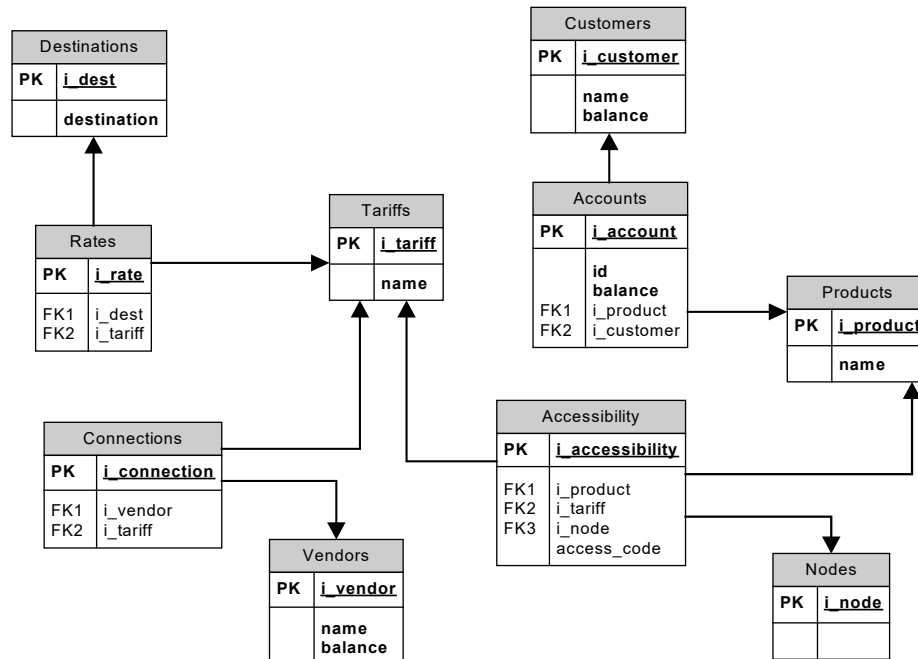 Destinations
PK i_dest
destination
Customers
PK i_customer
name
balance
Tariffs
PK i_tariff
name
Accounts
PK i_account
id
balance
FK1 i_product
FK2 i_customer
Rates
PK i_rate
FK1 i_dest
FK2 i_tariff
Products
PK i_product
name
Connections
PK i_connection
FK1 i_vendor
FK2 i_tariff
Accessibility
PK i_accessibility
FK1 i_product
FK2 i_tariff
FK3 i_node
access_code
Vendors
PK i_vendor
name
balance
Nodes
PK i_node